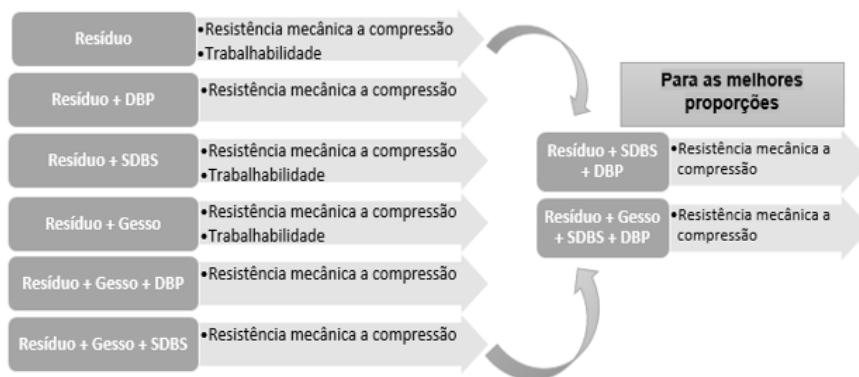 Resíduo
•Resistência mecânica a compressão
•Trabalhabilidade
Resíduo + DBP
•Resistência mecânica a compressão
Resíduo + SDBS
•Resistência mecânica a compressão
•Trabalhabilidade
Resíduo + Gesso
•Resistência mecânica a compressão
•Trabalhabilidade
Resíduo + Gesso + DBP
•Resistência mecânica a compressão
Resíduo + Gesso + SDBS
•Resistência mecânica a compressão
Para as melhores
proporções
Resíduo + SDBS
+ DBP
•Resistência mecânica a
compressão
Resíduo + Gesso
+ SDBS + DBP
•Resistência mecânica a
compressão